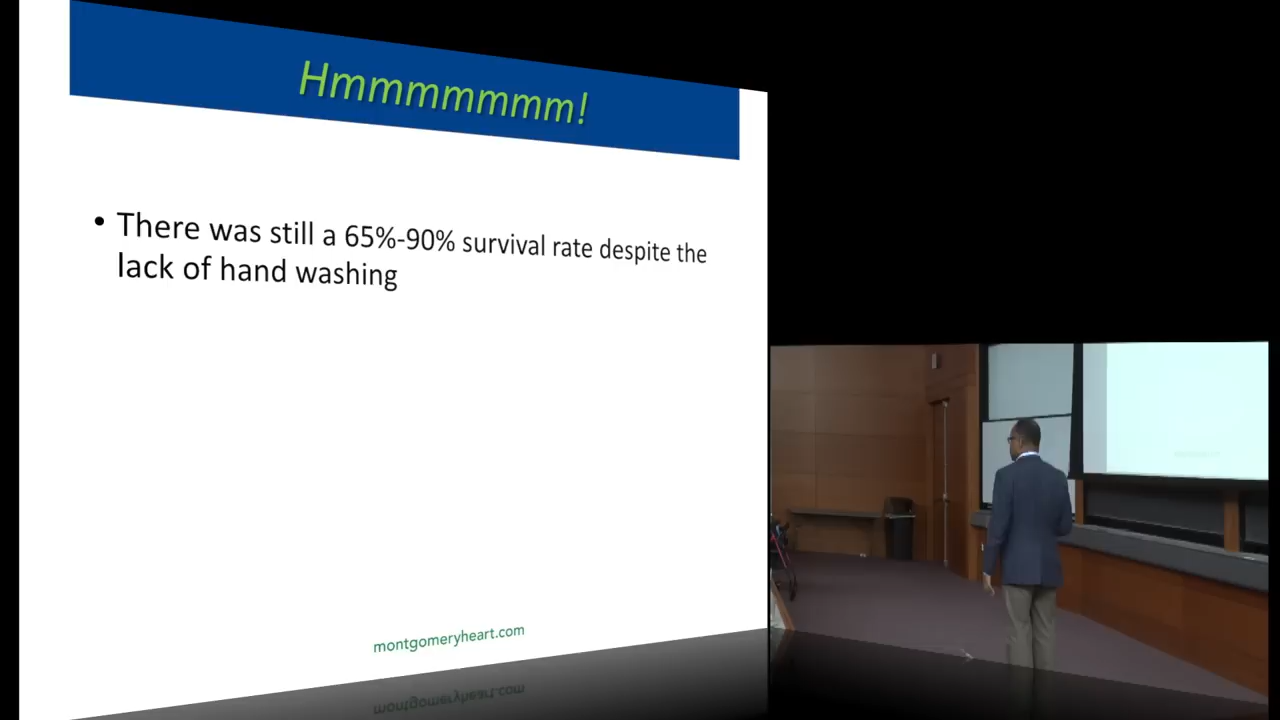 Hmmmmmmm!
• There was still a 65%-90% survival rate despite the
lack of hand washing
montgomeryheart.com